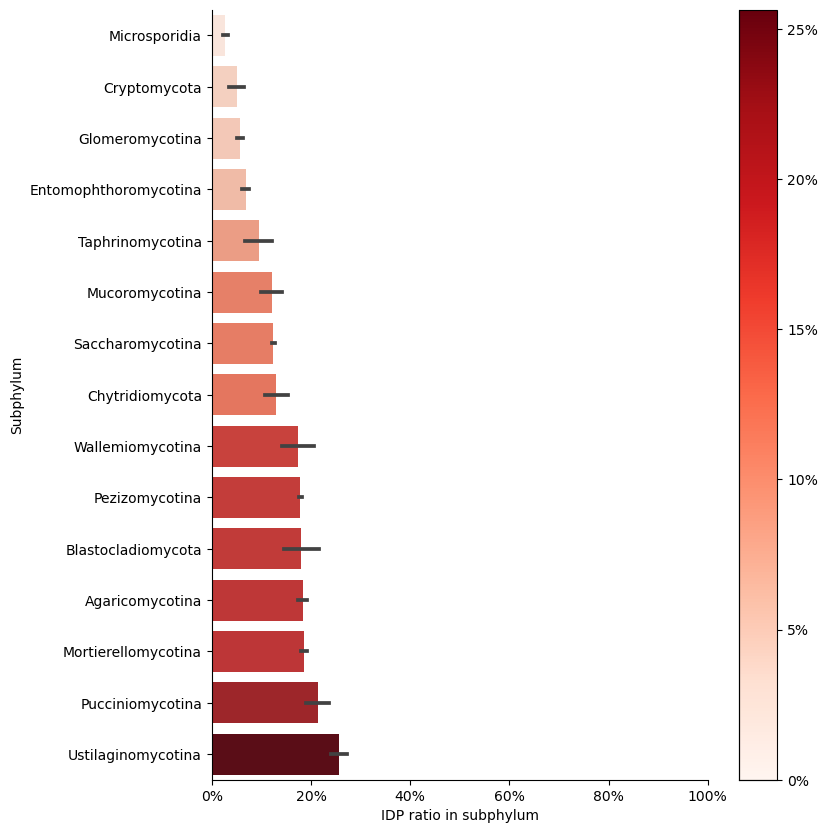 Subphylum
Microsporidia
Cryptomycota
Glomeromycotina
Entomophthoromycotina
Taphrinomycotina
Mucoromycotina
Saccharomycotina
Chytridiomycota
Wallemiomycotina
Pezizomycotina
Blastocladiomycota
Agaricomycotina
Mortierellomycotina
Pucciniomycotina
Ustilaginomycotina
0% 20% 40% 60% 80% 100%
IDP ratio in subphylum
25%
20%
15%
10%
5%
0%